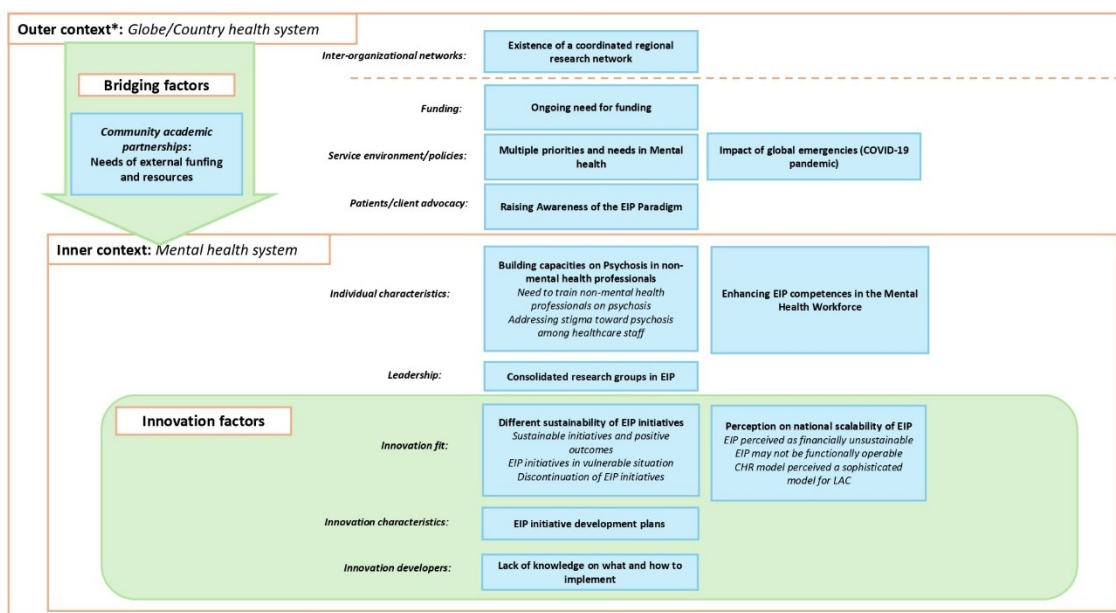 Outer context*: Globe/Country health system
Inter-organizational networks:
Existence of a coordinated regional
research network
Bridging factors
Community academic
partnerships:
Needs of external funfing
and resources
Funding:
Ongoing need for funding
Service environment/policies:
Multiple priorities and needs in Mental
health
Impact of global emergencies (COVID-19
pandemic)
Patients/client advocacy:
Raising Awareness of the EIP Paradigm
Inner context: Mental health system
Individual characteristics:
Building capacities on Psychosis in non-
mental health professionals
Need to train non-mental health
professionals on psychosis
Addressing stigma toward psychosis
among healthcare staff
Enhancing EIP competences in the Mental
Health Workforce
Leadership:
Consolidated research groups in EIP
Innovation factors
Innovation fit:
Different sustainability of EIP initiatives
Sustainable initiatives and positive
outcomes
EIP initiatives in vulnerable situation
Discontinuation of EIP initiatives
Perception on national scalability of EIP
EIP perceived as financially unsustainable
EIP may not be functionally operable
CHR model perceived a sophisticated
model for LAC
Innovation characteristics:
EIP initiative development plans
Innovation developers:
Lack of knowledge on what and how to
implement